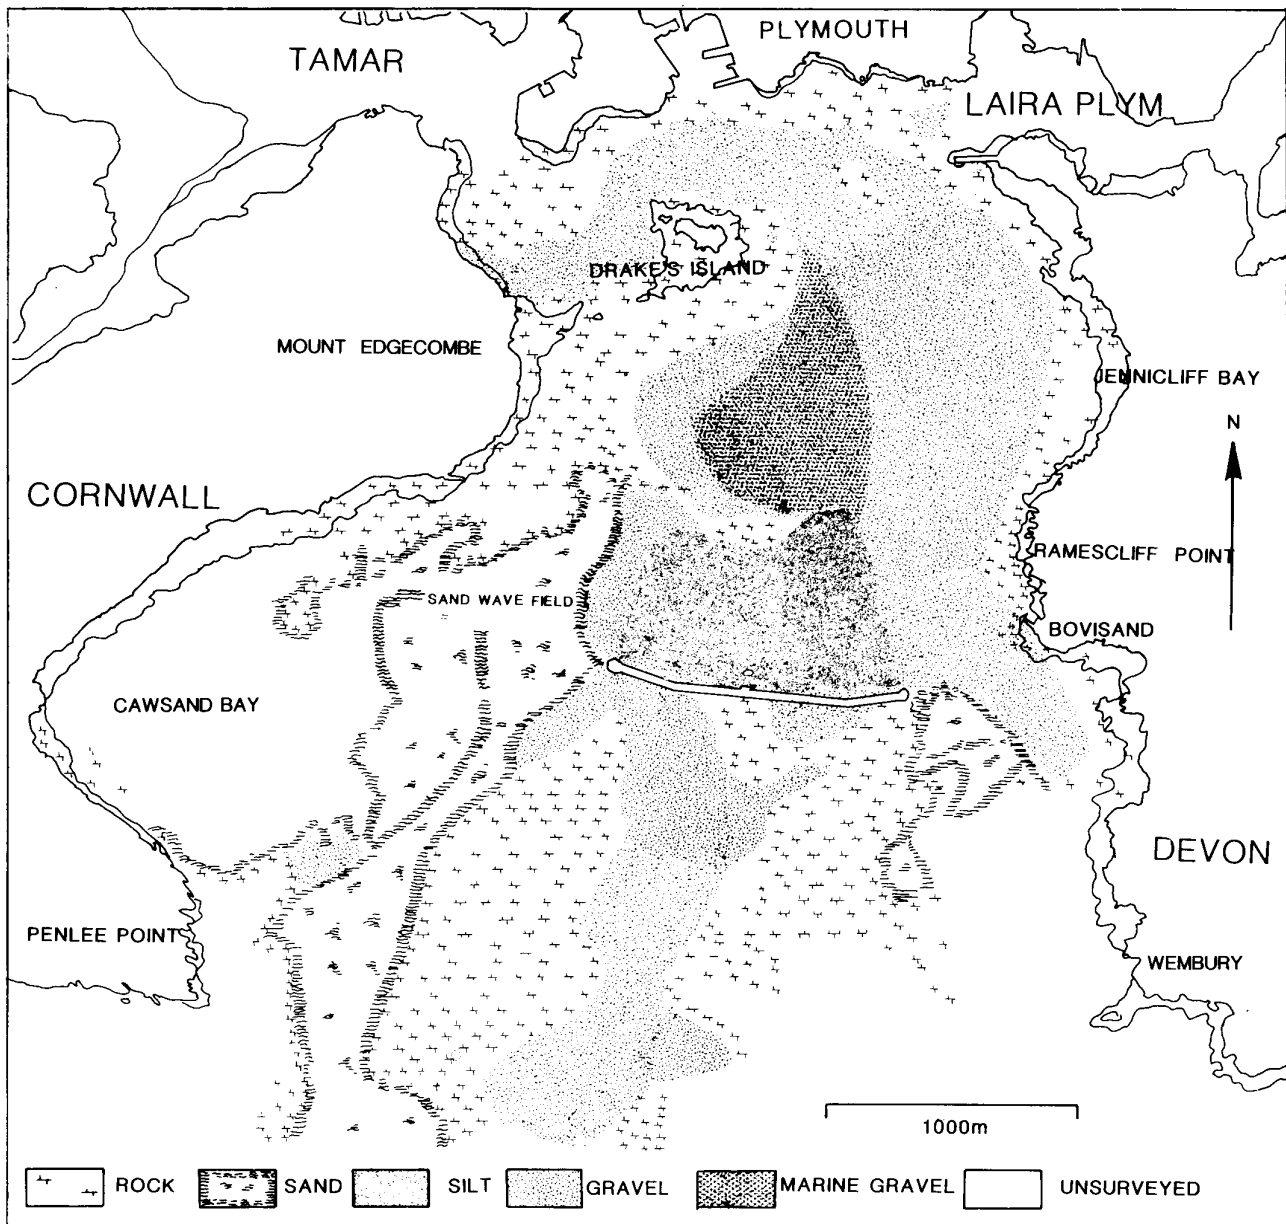 PLYMOUTH
TAMAR
LAIRA PLYM
DRAKE'S ISLAND
MOUNT EDGECOMBE
JENNICLIFF BAY
N
CORNWALL
RAMESCLIFF POINT
SAND WAVE FIELD
BOVISAND
CAWSAND BAY
DEVON
PENLEE POINT
WEMBURY
1000m
ROCK SAND SILT GRAVEL MARINE GRAVEL UNSURVEYED